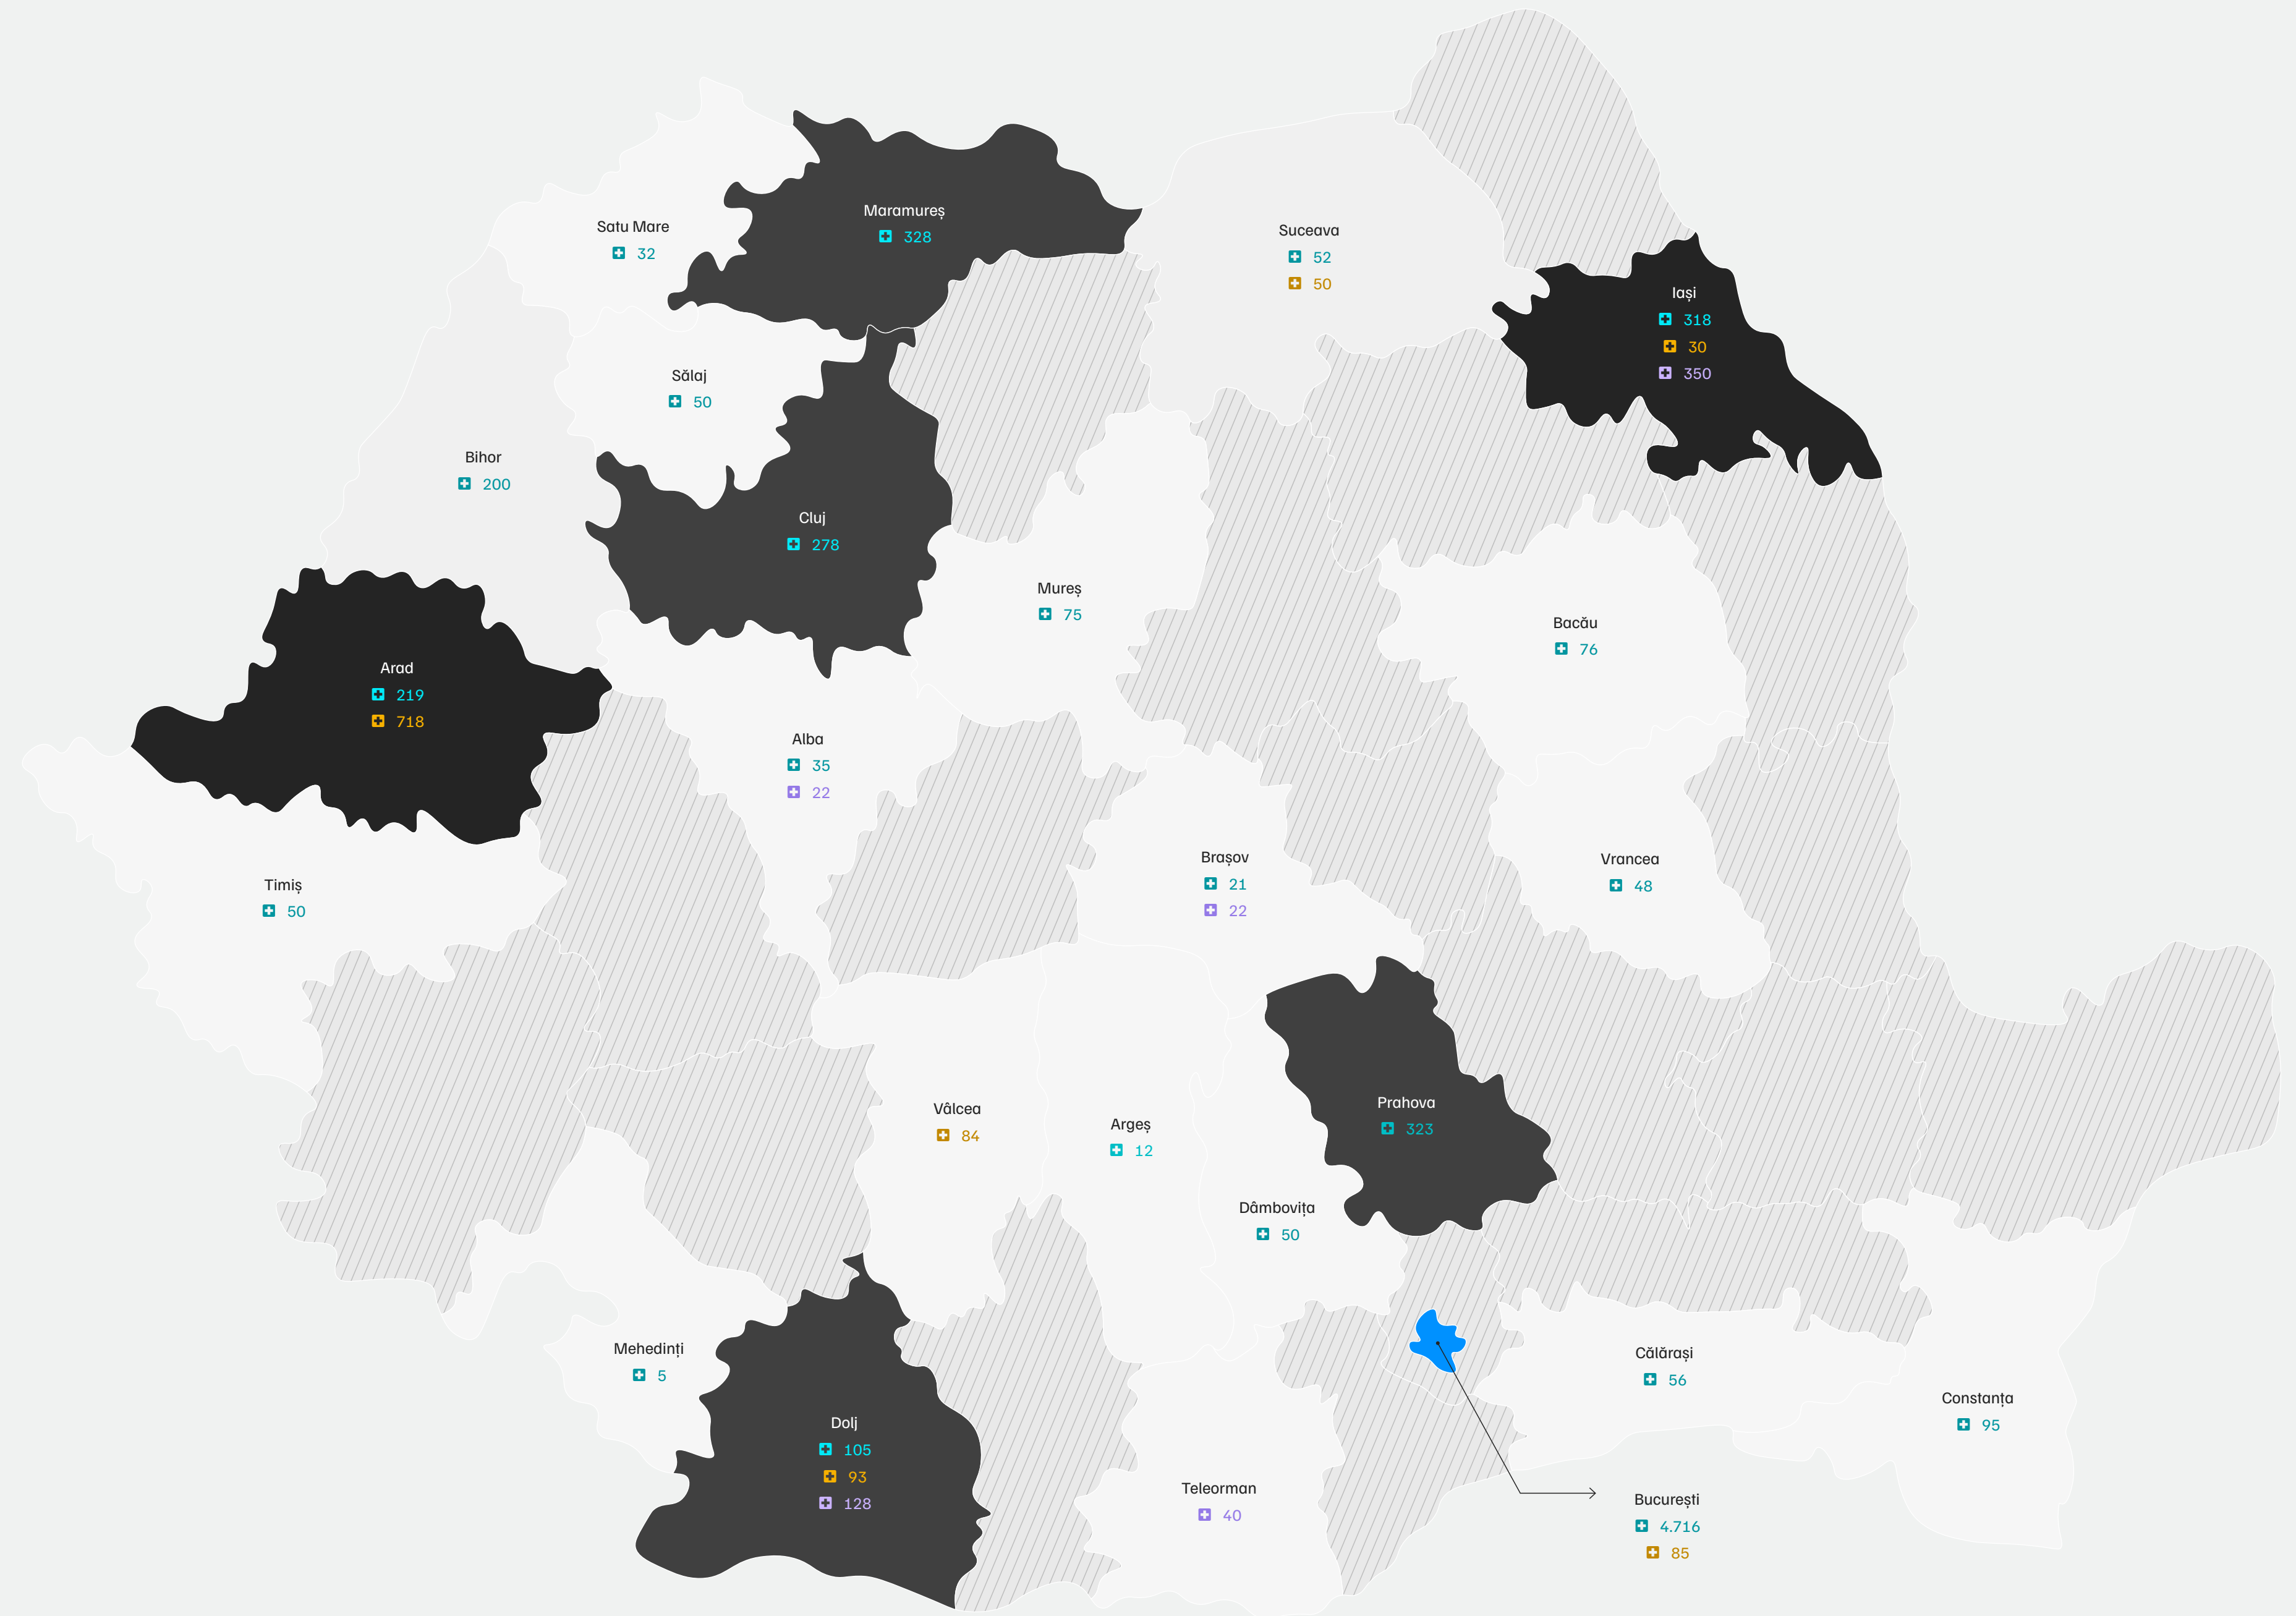 Satu Mare
32
Maramureș
328
Suceava
52
50
Iași
318
30
350
Sălaj
50
Bihor
200
Cluj
278
Mureș
75
Bacău
76
Arad
219
718
Alba
35
22
Timiș
50
Brașov
21
22
Vrancea
48
Vâlcea
84
Argeș
12
Prahova
323
Dâmbovița
50
Mehedinți
5
Călărași
56
Constanța
95
Dolj
105
93
128
Teleorman
40
București
4.716
85